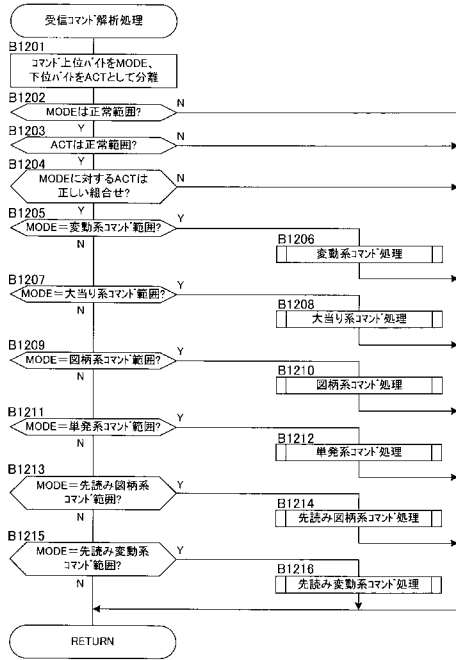 受信コマンド解析処理
B1201
コマンド上位バイトをMODE、
下位バイトをACTとして分離
B1202
MODEは正常範囲?
N
Y
B1203
ACTは正常範囲?
N
Y
B1204
MODEに対するACTは
正しい組合せ?
N
Y
B1205
MODE=変動系コマンド範囲?
Y
N
B1206
変動系コマンド処理
B1207
MODE=大当り系コマンド範囲?
Y
N
B1208
大当り系コマンド処理
B1209
MODE=図柄系コマンド範囲?
Y
N
B1210
図柄系コマンド処理
B1211
MODE=単発系コマンド範囲?
Y
N
B1212
単発系コマンド処理
B1213
MODE=先読み図柄系
コマンド範囲?
Y
N
B1214
先読み図柄系コマンド処理
B1215
MODE=先読み変動系
コマンド範囲?
Y
N
B1216
先読み変動系コマンド処理
RETURN